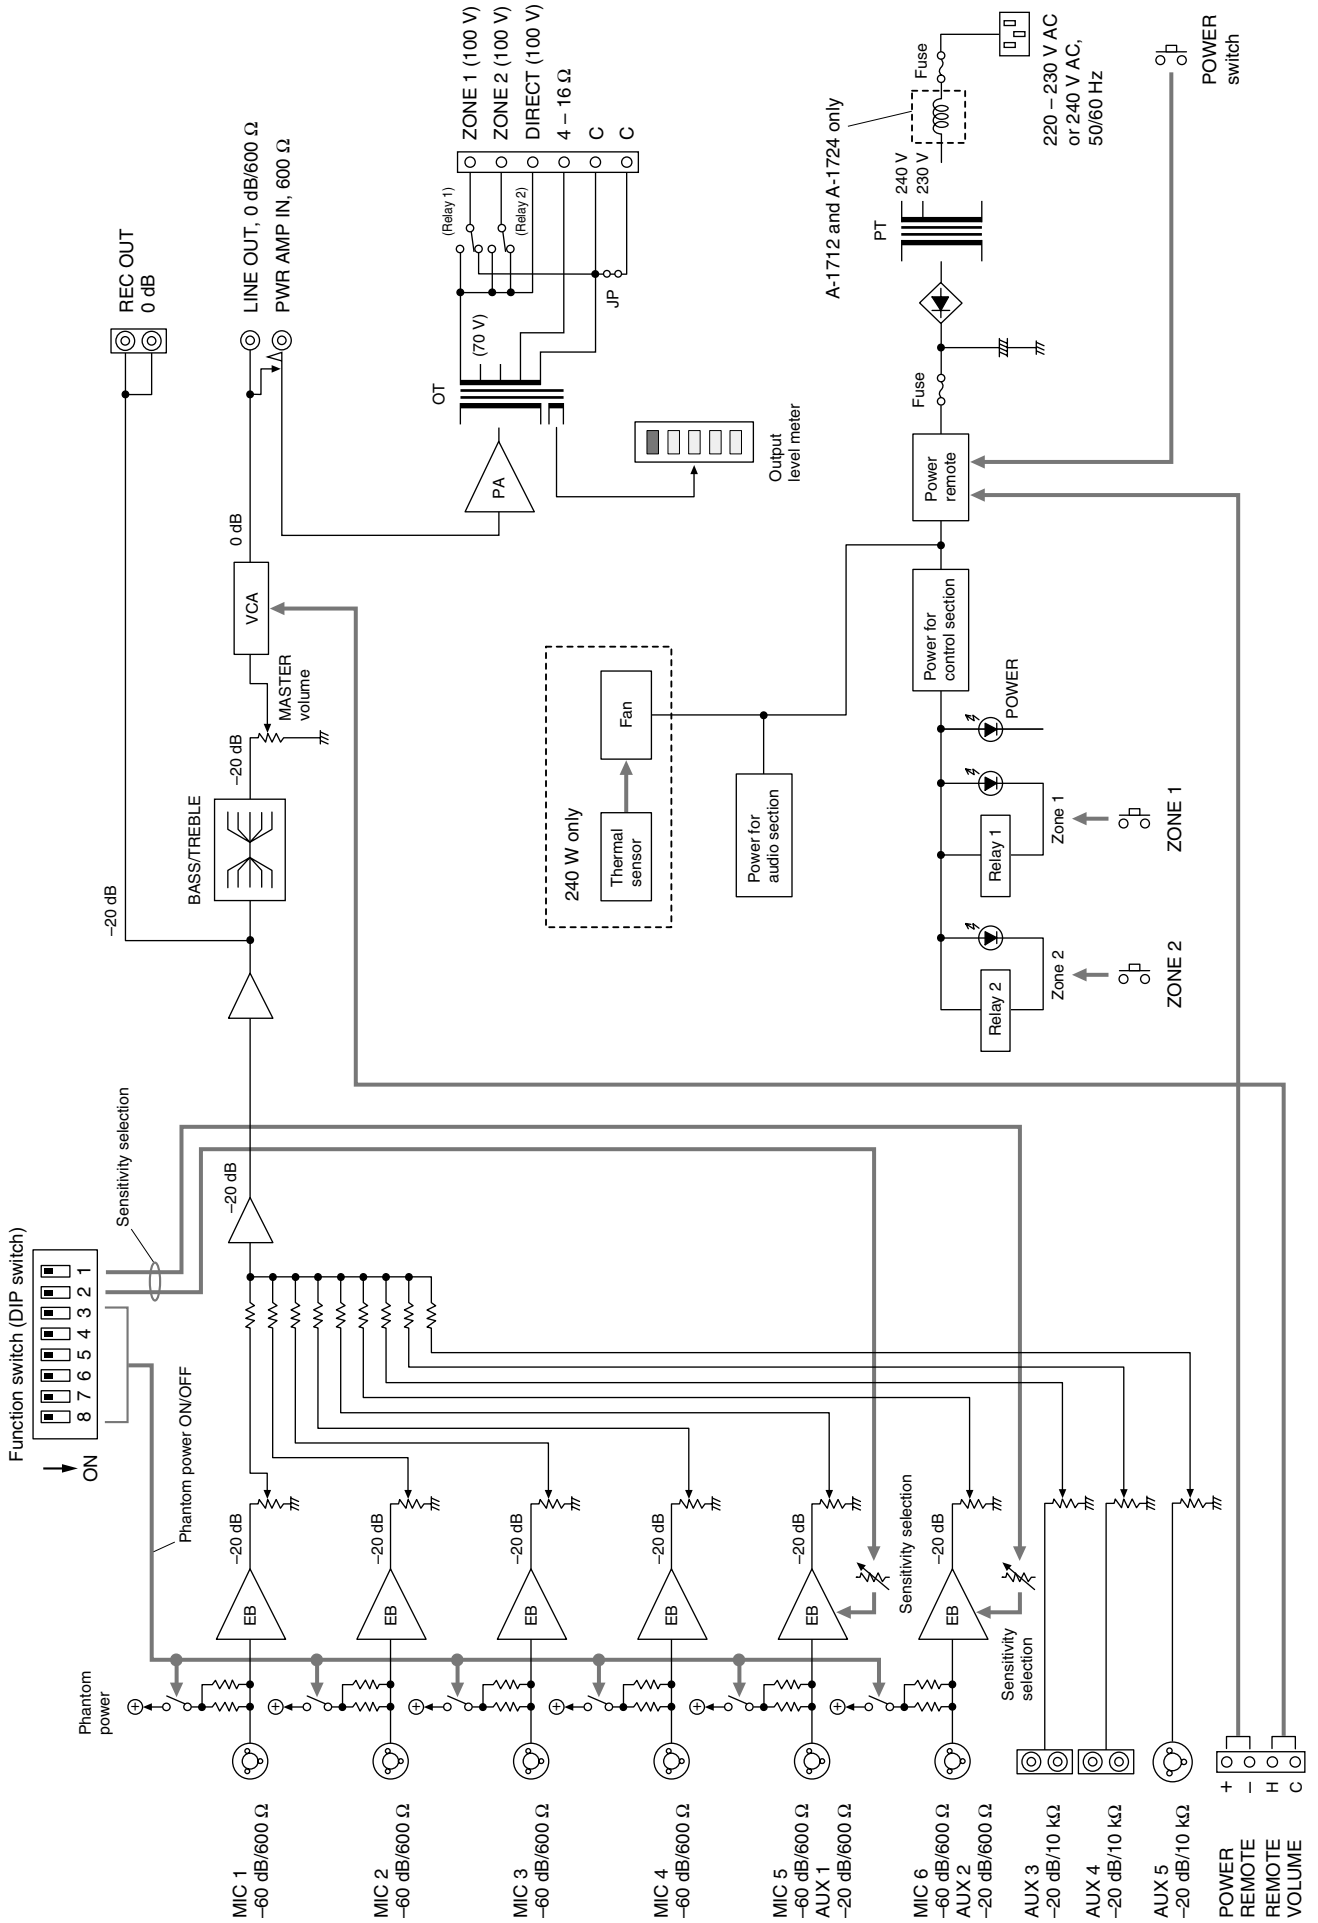 Function switch (DIP switch)
ON
8 7 6 5 4 3 2 1
Phantom power ON/OFF
Sensitivity selection
Phantom
power
MIC 1
–60 dB/600 Ω
EB
–20 dB
MIC 2
–60 dB/600 Ω
EB
–20 dB
MIC 3
–60 dB/600 Ω
EB
–20 dB
MIC 4
–60 dB/600 Ω
EB
–20 dB
MIC 5
–60 dB/600 Ω
AUX 1
–20 dB/600 Ω
EB
–20 dB
Sensitivity selection
MIC 6
–60 dB/600 Ω
AUX 2
–20 dB/600 Ω
EB
–20 dB
Sensitivity
selection
AUX 3
–20 dB/10 kΩ
AUX 4
–20 dB/10 kΩ
AUX 5
–20 dB/10 kΩ
POWER
REMOTE
REMOTE
VOLUME
+
–
H
C
–20 dB
–20 dB
BASS/TREBLE
–20 dB
MASTER
volume
VCA
0 dB
REC OUT
0 dB
LINE OUT, 0 dB/600 Ω
PWR AMP IN, 600 Ω
PA
OT
(70 V)
(Relay 1)
(Relay 2)
JP
ZONE 1 (100 V)
ZONE 2 (100 V)
DIRECT (100 V)
4 – 16 Ω
C
C
Output
level meter
240 W only
Thermal
sensor
Fan
Power for
audio section
A-1712 and A-1724 only
PT
240 V
230 V
Fuse
220 – 230 V AC
or 240 V AC,
50/60 Hz
Fuse
Power
remote
Power for
control section
POWER
Relay 1
Zone 1
ZONE 1
Relay 2
Zone 2
ZONE 2
POWER
switch